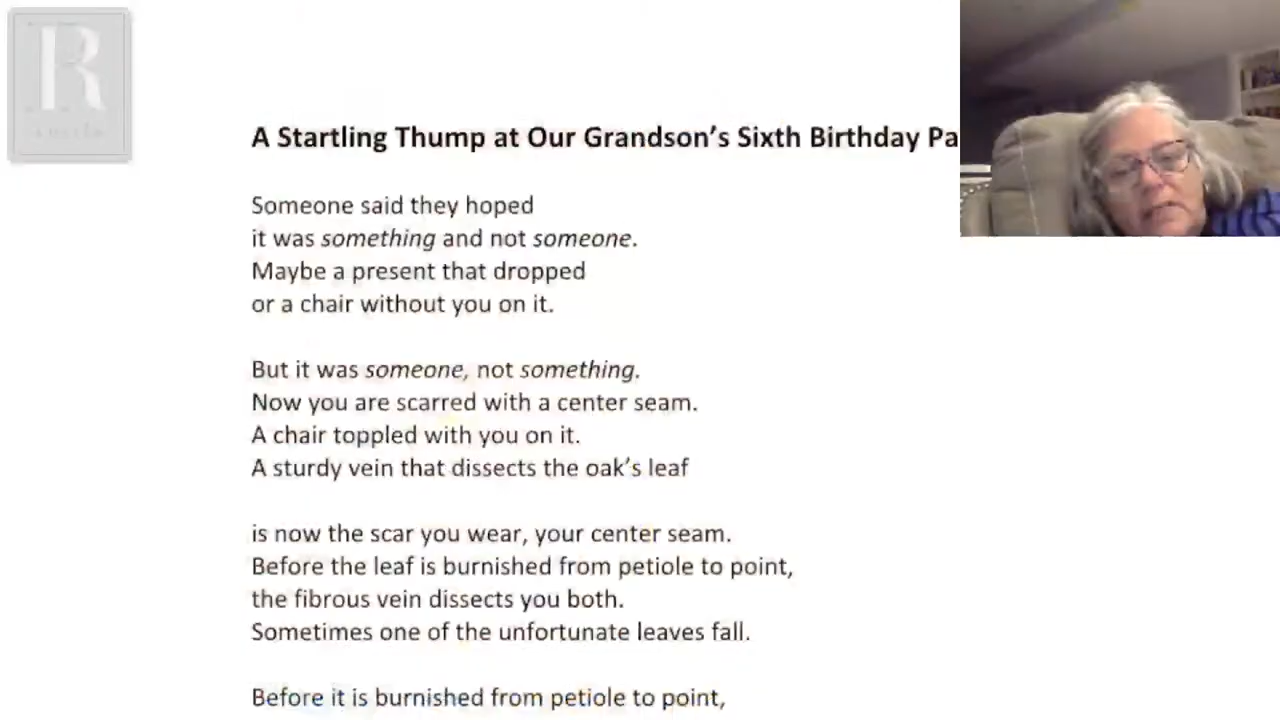 R
A Startling Thump at Our Grandson's Sixth Birthday Pa
Someone said they hoped
it was something and not someone.
Maybe a present that dropped
or a chair without you on it.
But it was someone, not something.
Now you are scarred with a center seam.
A chair toppled with you on it.
A sturdy vein that dissects the oak's leaf
is now the scar you wear, your center seam.
Before the leaf is burnished from petiole to point,
the fibrous vein dissects you both.
Sometimes one of the unfortunate leaves fall.
Before it is burnished from petiole to point,